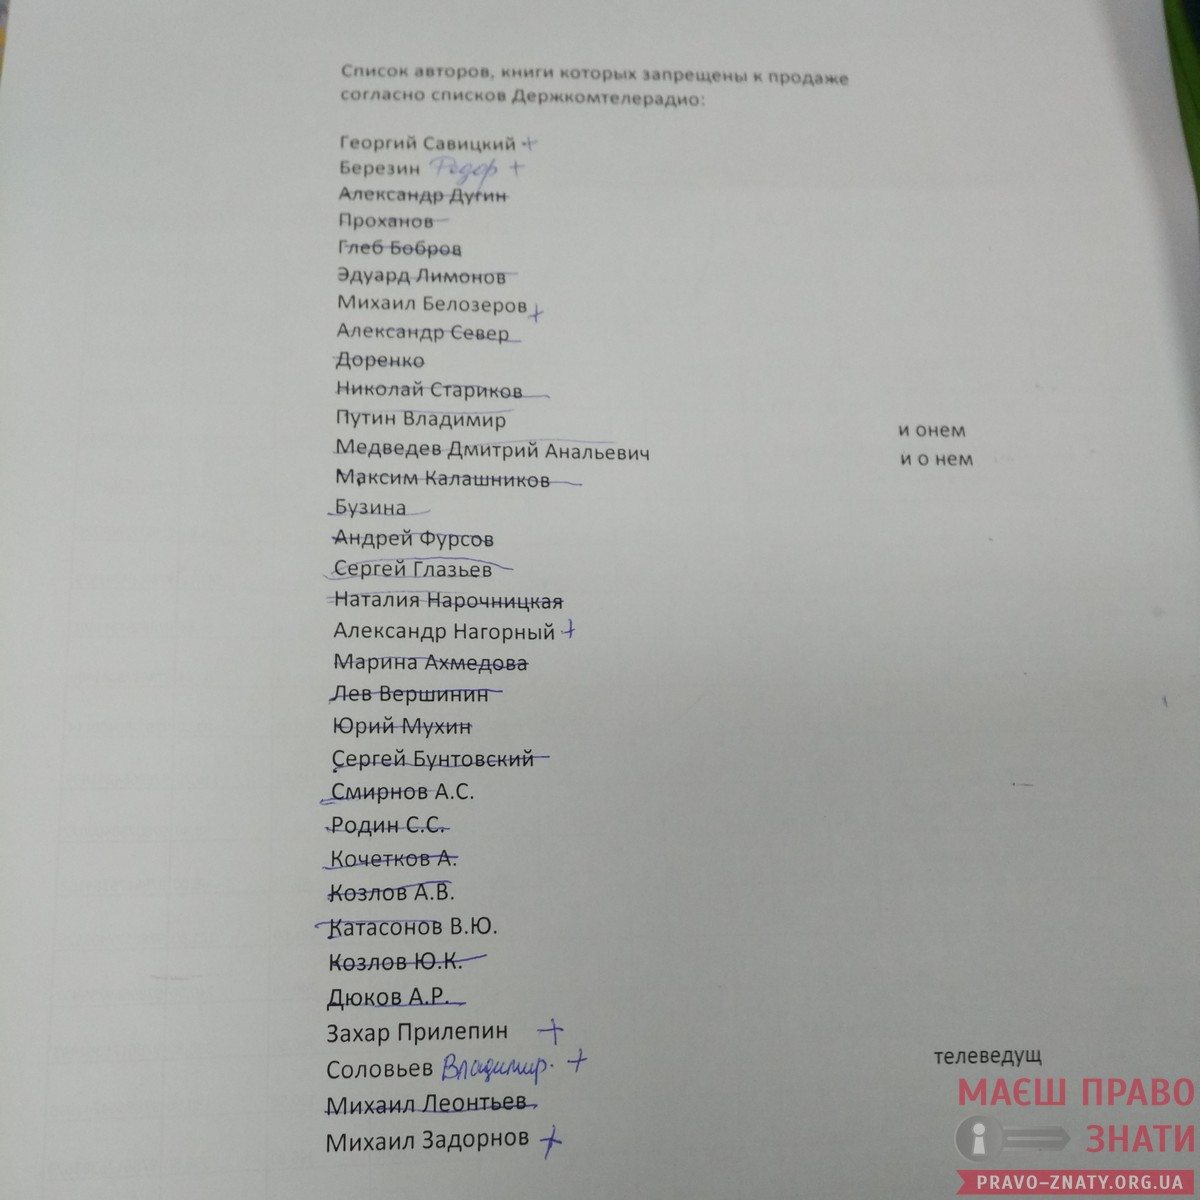 Список авторов, книги которых запрещены к продаже
согласно списков Держкомтелерадио:
Георгий Савицкий +
Березин Федор +
Александр Дугин
Проханов
Глеб Бобров
Эдуард Лимонов
Михаил Белозеров +
Александр Север
Доренко
Николай Стариков
Путин Владимир и онем
Медведев Дмитрий Анальевич и о нем
Максим Калашников
Бузина
Андрей Фурсов
Сергей Глазьев
Наталия Нарочницкая
Александр Нагорный +
Марина Ахмедова
Лев Вершинин
Юрий Мухин
Сергей Бунтовский
Смирнов А.С.
Родин С.С.
Кочетков А.
Козлов А.В.
Катасонов В.Ю.
Козлов Ю.К.
Дюков А.Р.
Захар Прилепин +
Соловьев Владимир. + телеведущ
Михаил Леонтьев
Михаил Задорнов +
МАЄШ ПРАВО
ЗНАТИ
PRAVO-ZNATY.ORG.UA